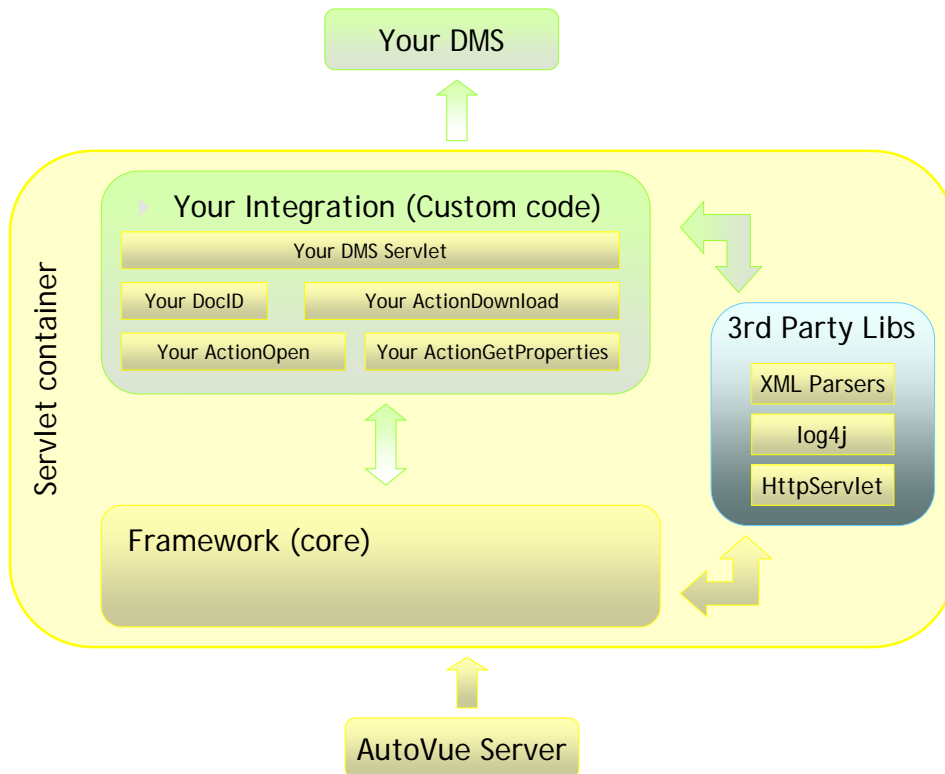 Your DMS
Servlet container
Your Integration (Custom code)
Your DMS Servlet
Your DocID
Your ActionDownload
Your ActionOpen
Your ActionGetProperties
3rd Party Libs
XML Parsers
log4j
HttpServlet
Framework (core)
AutoVue Server